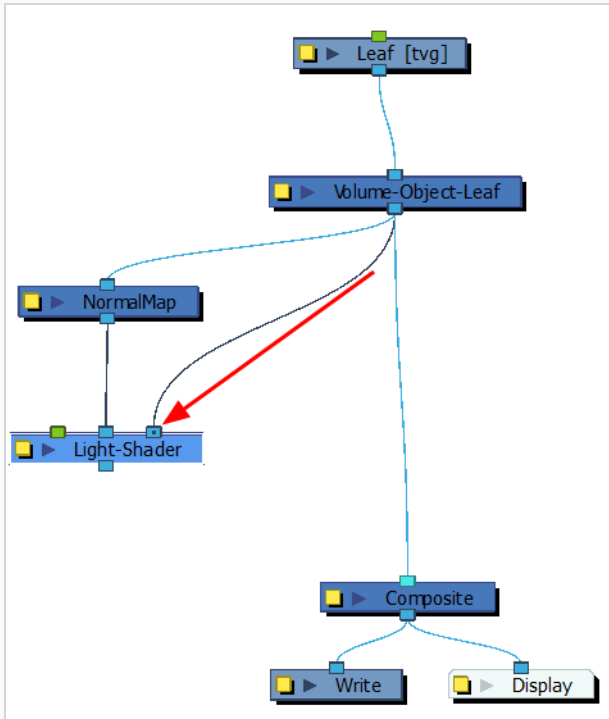 Leaf [tvg]
Volume-Object-Leaf
NormalMap
Light-Shader
Composite
Write
Display